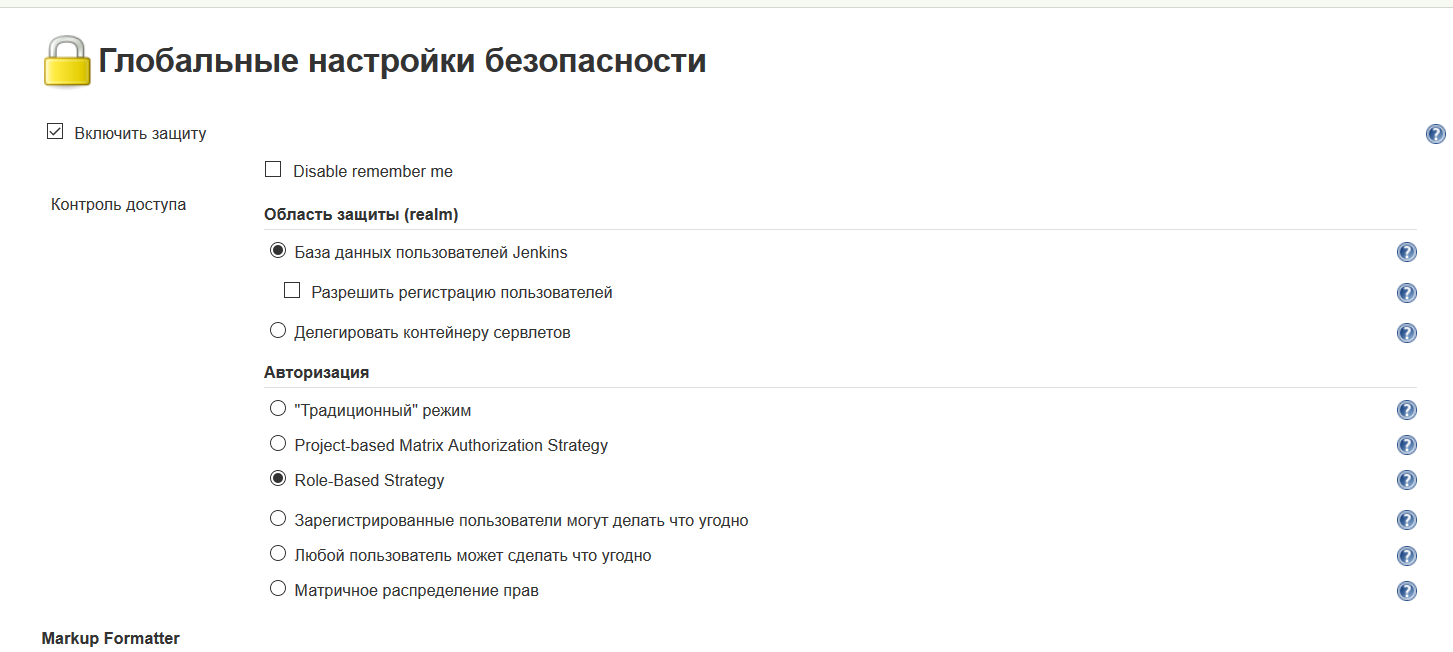 Глобальные настройки безопасности
Включить защиту
Disable remember me
Контроль доступа
Область защиты (realm)
База данных пользователей Jenkins
Разрешить регистрацию пользователей
Делегировать контейнеру сервлетов
Авторизация
"Традиционный" режим
Project-based Matrix Authorization Strategy
Role-Based Strategy
Зарегистрированные пользователи могут делать что угодно
Любой пользователь может сделать что угодно
Матричное распределение прав
Markup Formatter